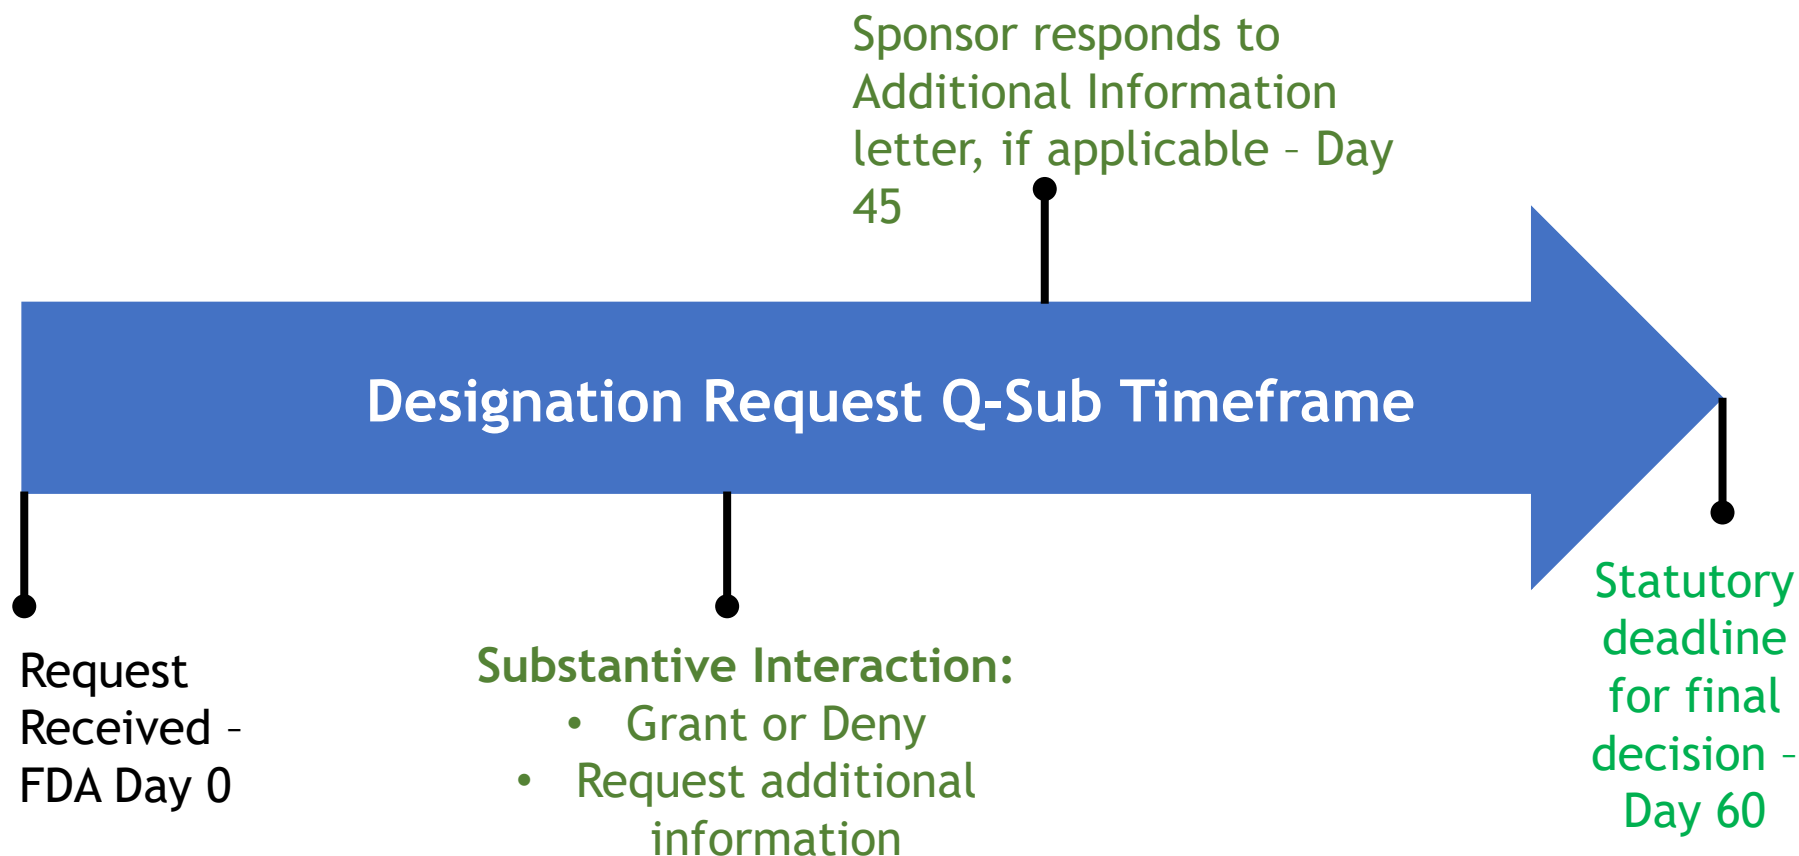 Sponsor responds to
Additional Information
letter, if applicable – Day
45
Designation Request Q-Sub Timeframe
Request
Received –
FDA Day 0
Substantive Interaction:
• Grant or Deny
• Request additional
information
Statutory
deadline
for final
decision –
Day 60